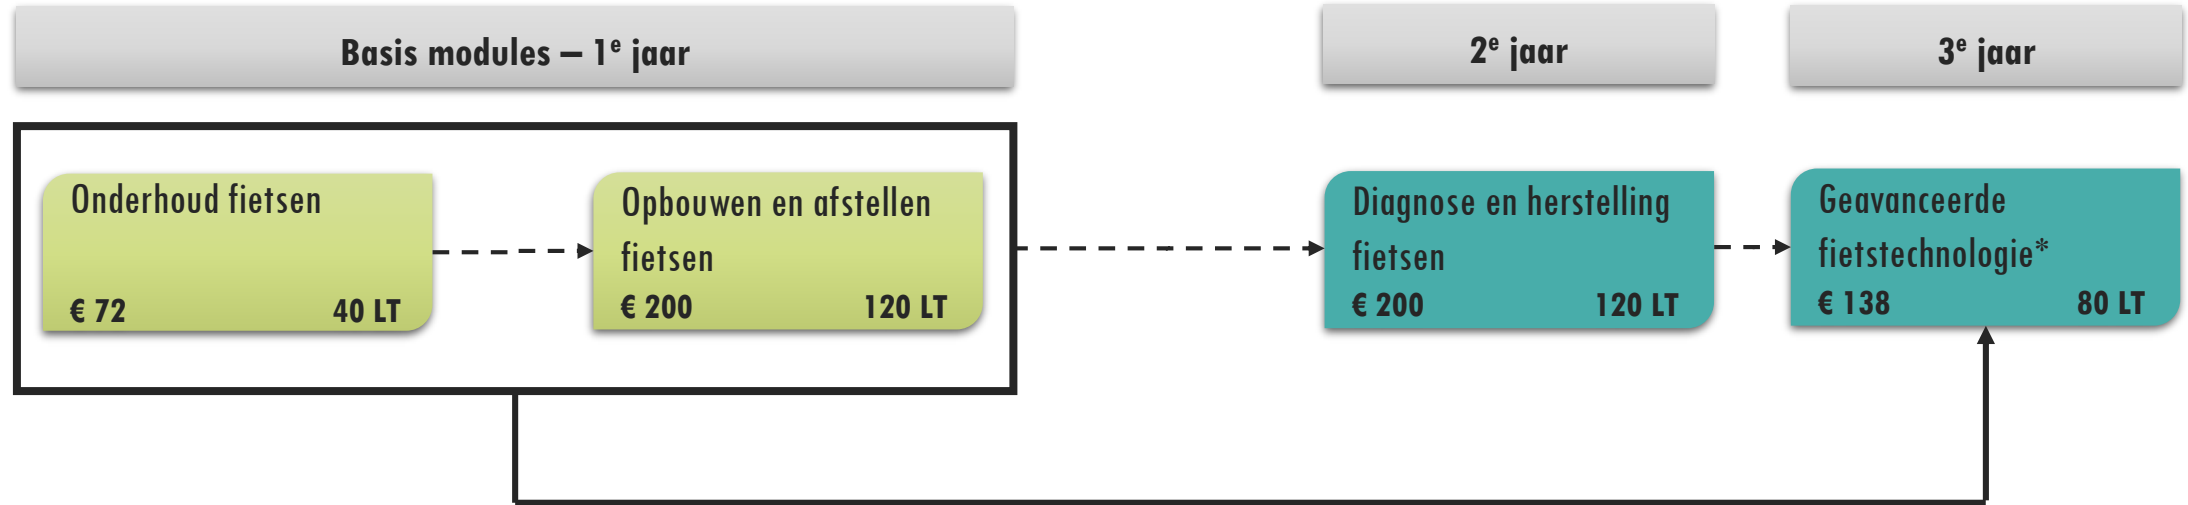 Basis modules – 1e jaar
2e jaar
3e jaar
Onderhoud fietsen
€ 72 40 LT
Opbouwen en afstellen
fietsen
€ 200 120 LT
Diagnose en herstelling
fietsen
€ 200 120 LT
Geavanceerde
fietstechnologie*
€ 138 80 LT